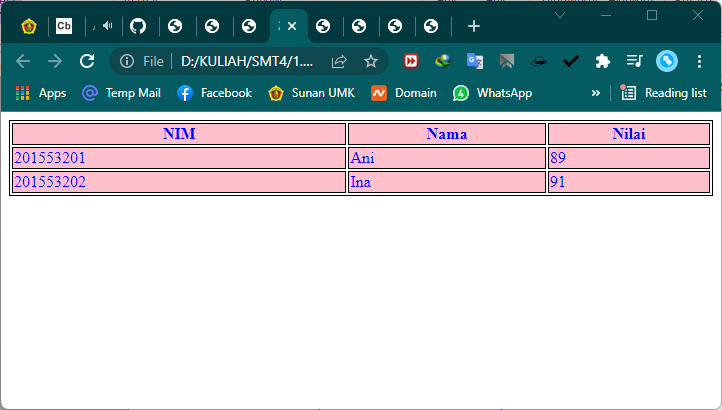 Cb
File D:/KULIAH/SMT4/1....
Apps Temp Mail Facebook Sunan UMK Domain WhatsApp » Reading list
NIM Nama Nilai
201553201 Ani 89
201553202 Ina 91